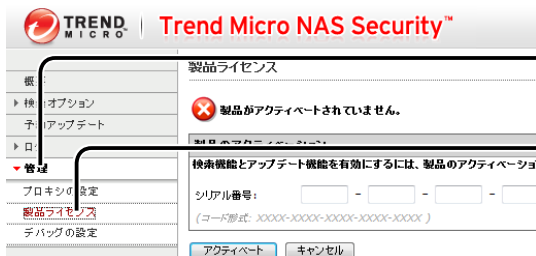 TREND
MICRO
Trend Micro NAS Security™
製品ライセンス
製品がアクティベートされていません。
検索機能とアップデート機能を有効にするには、製品のアクティベーショ
シリアル番号: - - -
(コード形式: XXXX-XXXX-XXXX-XXXX-XXXX )
アクティベート キャンセル
オプション
アップデート
管理
プロキシの設定
製品ライセンス
デバッグの設定